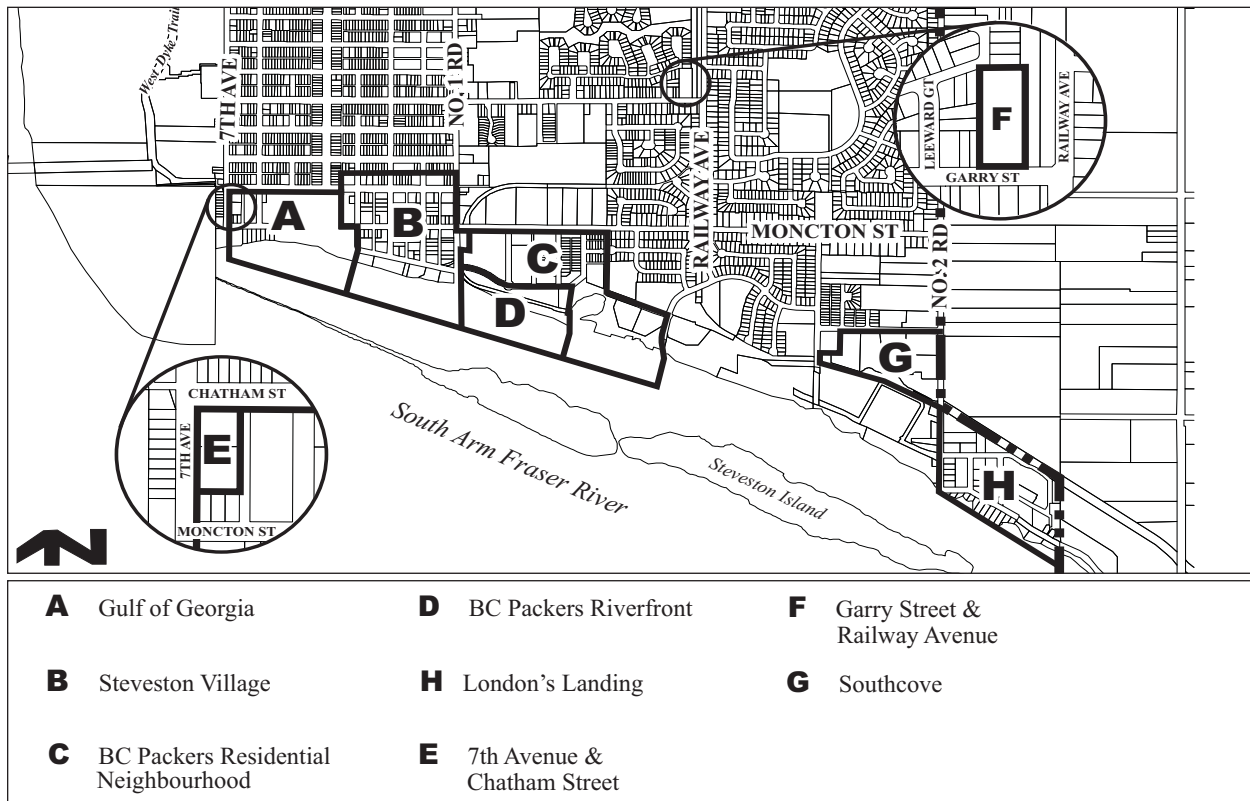 West Dyke Trail
7TH AVE
NO. 1 RD
RAILWAY AVE
MONCTON ST
NO. 2 RD
LEEWARD GT
F
RAILWAY AVE
GARRY ST
A
B
C
D
G
H
CHATHAM ST
7TH AVE
E
MONCTON ST
South Arm Fraser River
Steveston Island
N
A Gulf of Georgia
B Steveston Village
C BC Packers Residential
Neighbourhood
D BC Packers Riverfront
H London's Landing
E 7th Avenue &
Chatham Street
F Garry Street &
Railway Avenue
G Southcove